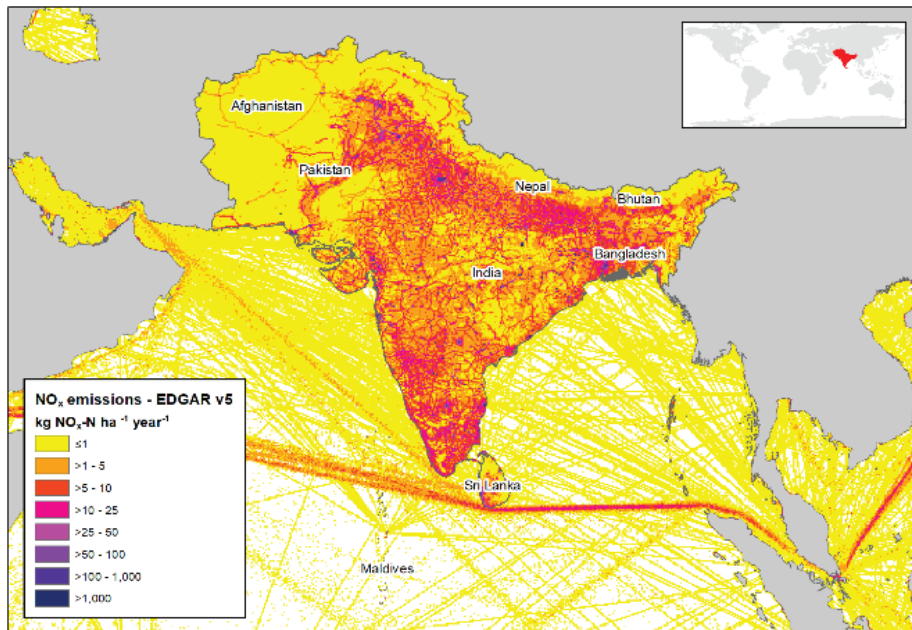 Afghanistan
Pakistan
Nepal
Bhutan
Bangladesh
India
Sri Lanka
Maldives
NOₓ emissions - EDGAR v5
kg NOₓ-N ha ⁻¹ year⁻¹
≤1
>1 - 5
>5 - 10
>10 - 25
>25 - 50
>50 - 100
>100 - 1,000
>1,000